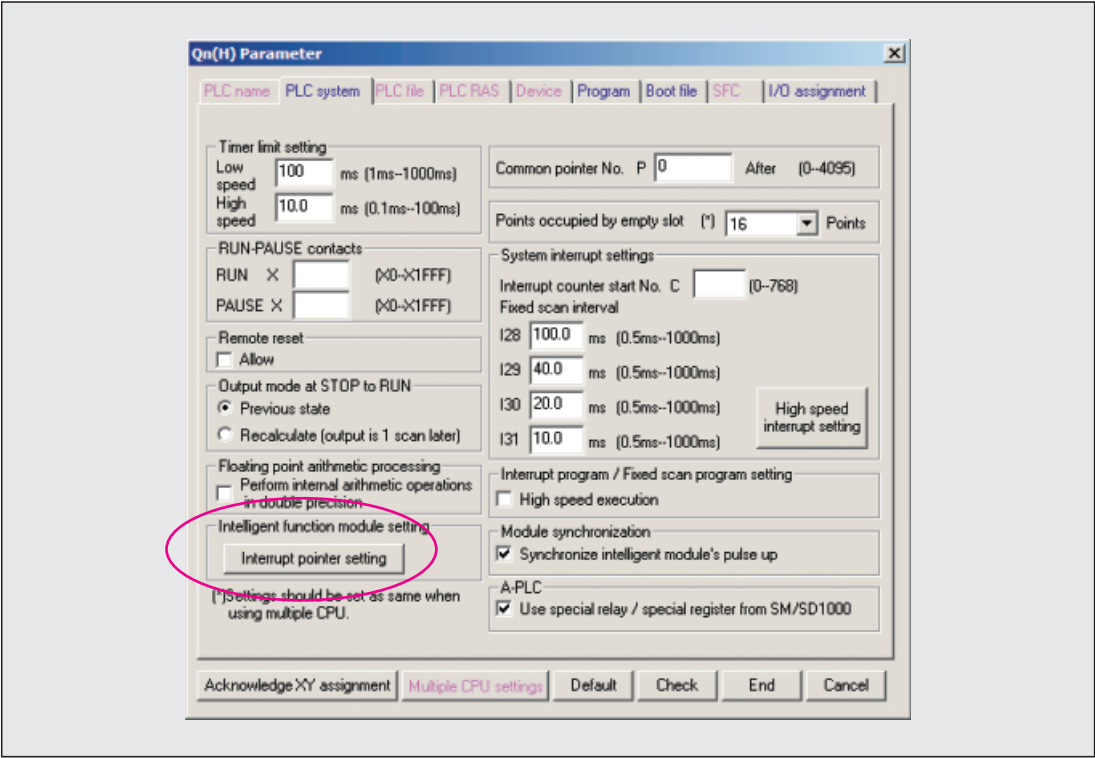 Qn(H) Parameter
PLC name PLC system PLC file PLC RAS Device Program Boot file SFC I/O assignment
Timer limit setting
Low speed 100 ms (1ms--1000ms)
High speed 10.0 ms (0.1ms--100ms)
RUN-PAUSE contacts
RUN X (X0--X1FFF)
PAUSE X (X0--X1FFF)
Remote reset
Allow
Output mode at STOP to RUN
Previous state
Recalculate (output is 1 scan later)
Floating point arithmetic processing
Perform internal arithmetic operations
in double precision
Intelligent function module setting
Interrupt pointer setting
(*)Settings should be set as same when
using multiple CPU.
Common pointer No. P 0 After (0--4095)
Points occupied by empty slot (*) 16 Points
System interrupt settings
Interrupt counter start No. C (0--768)
Fixed scan interval
I28 100.0 ms (0.5ms--1000ms)
I29 40.0 ms (0.5ms--1000ms)
I30 20.0 ms (0.5ms--1000ms)
I31 10.0 ms (0.5ms--1000ms)
High speed
interrupt setting
Interrupt program / Fixed scan program setting
High speed execution
Module synchronization
Synchronize intelligent module's pulse up
A-PLC
Use special relay / special register from SM/SD1000
Acknowledge XY assignment Multiple CPU settings Default Check End Cancel